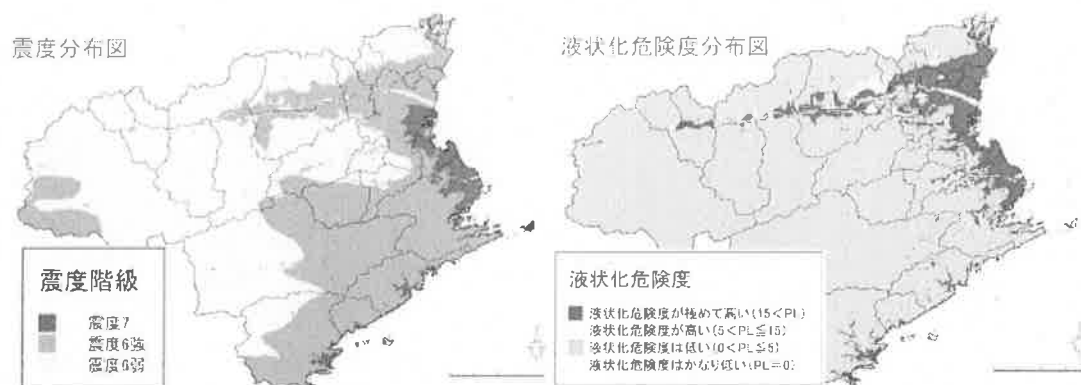 震度分布図
震度階級
震度7
震度6強
震度6弱
液状化危険度分布図
液状化危険度
液状化危険度が極めて高い(15<PL)
液状化危険度が高い(5<PL≦15)
液状化危険度は低い(0<PL≦5)
液状化危険度はかなり低い(PL=0)